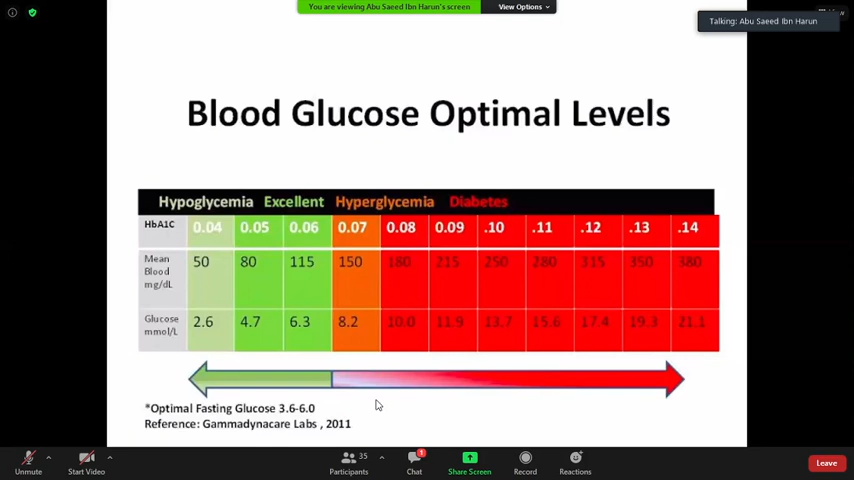 You are viewing Abu Saeed Ibn Harun's screen
View Options
Talking: Abu Saeed Ibn Harun
Blood Glucose Optimal Levels
Hypoglycemia Excellent Hyperglycemia Diabetes
HbA1C 0.04 0.05 0.06 0.07 0.08 0.09 .10 .11 .12 .13 .14
Mean Blood mg/dL 50 80 115 150 180 215 250 280 315 350 380
Glucose mmol/L 2.6 4.7 6.3 8.2 10.0 11.9 13.7 15.6 17.4 19.3 21.1
*Optimal Fasting Glucose 3.6-6.0
Reference: Gammadynacare Labs , 2011
35 1
Unmute Start Video Participants Chat Share Screen Record Reactions Leave